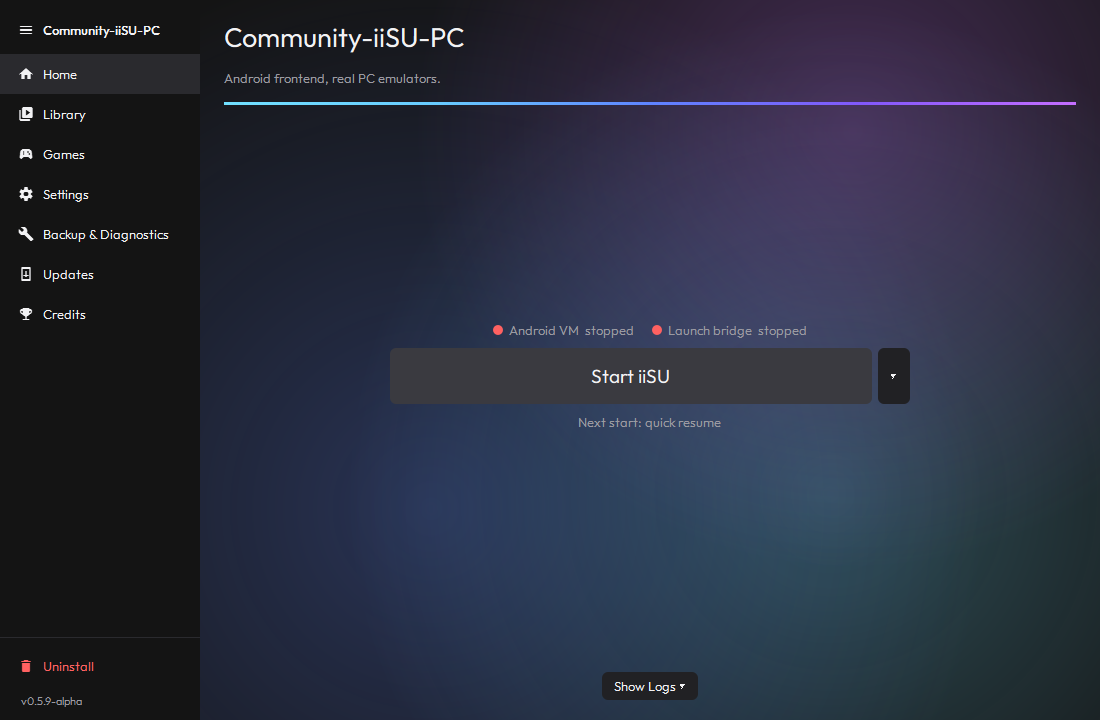 Community-iiSU-PC
Home
Library
Games
Settings
Backup & Diagnostics
Updates
Credits
Uninstall
v0.5.9-alpha
Community-iiSU-PC
Android frontend, real PC emulators.
Android VM stopped
Launch bridge stopped
Start iiSU
Next start: quick resume
Show Logs